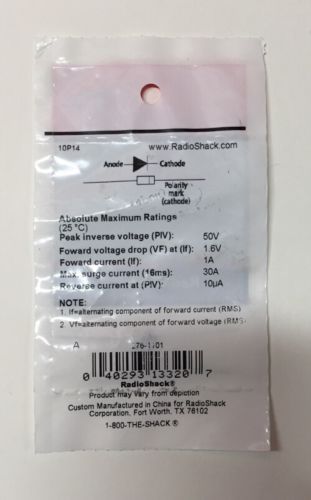 10P14 www.RadioShack.com
Anode Cathode
Polarity
mark
(cathode)
Absolute Maximum Ratings
(25 °C)
Peak inverse voltage (PIV): 50V
Foward voltage drop (VF) at (If): 1.6V
Foward current (If): 1A
Max. surge current (16ms): 30A
Reverse current at (PIV): 10µA
NOTE:
1. If=alternating component of forward current (RMS)
2. Vf=alternating component of forward voltage (RMS)
A 276-1101
0 40293 13320 7
RadioShack®
Product may vary from depiction
Custom Manufactured in China for RadioShack
Corporation, Fort Worth, TX 76102
1-800-THE-SHACK ®